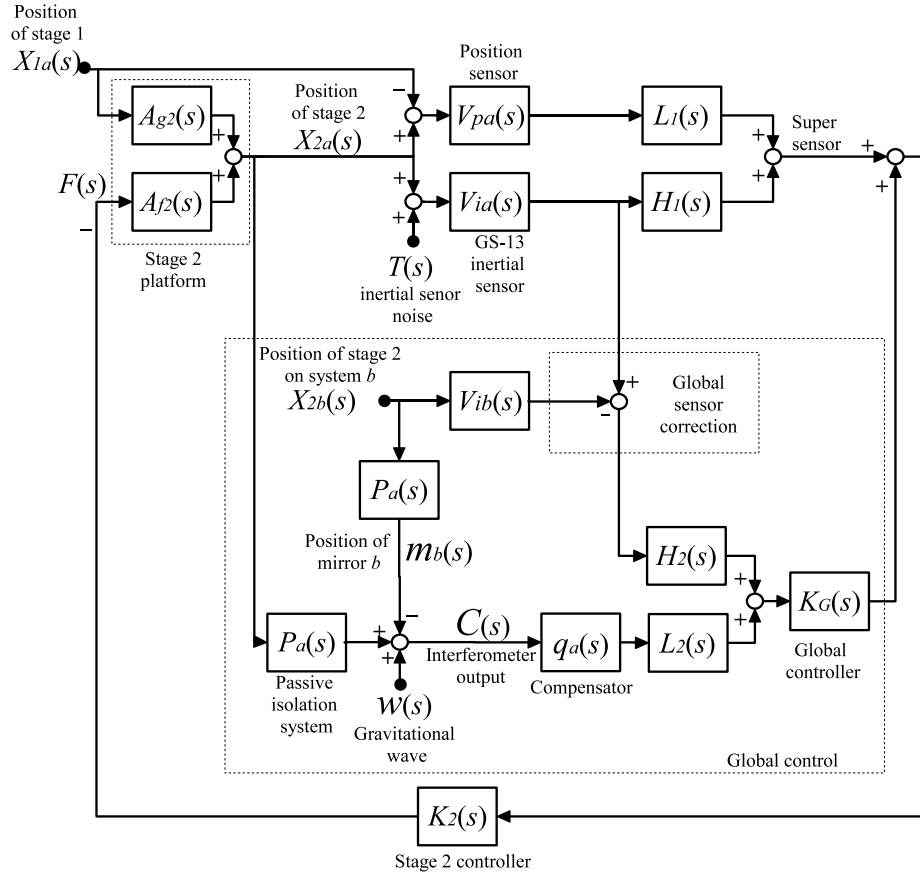 Position
of stage 1
X1a(s)
Ag2(s)
Af2(s)
F(s)
−
+
+
Stage 2
platform
Position
of stage 2
X2a(s)
−
+
+
+
T(s)
inertial senor
noise
Position
sensor
Vpa(s)
Via(s)
GS-13
inertial
sensor
L1(s)
H1(s)
+
+
Super
sensor
+
+
Position of stage 2
on system b
X2b(s)
Vib(s)
+
−
Global
sensor
correction
Pa(s)
Position of
mirror b
mb(s)
Pa(s)
Passive
isolation
system
−
+
+
w(s)
Gravitational
wave
C(s)
Interferometer
output
qa(s)
Compensator
H2(s)
L2(s)
+
+
KG(s)
Global
controller
Global control
K2(s)
Stage 2 controller